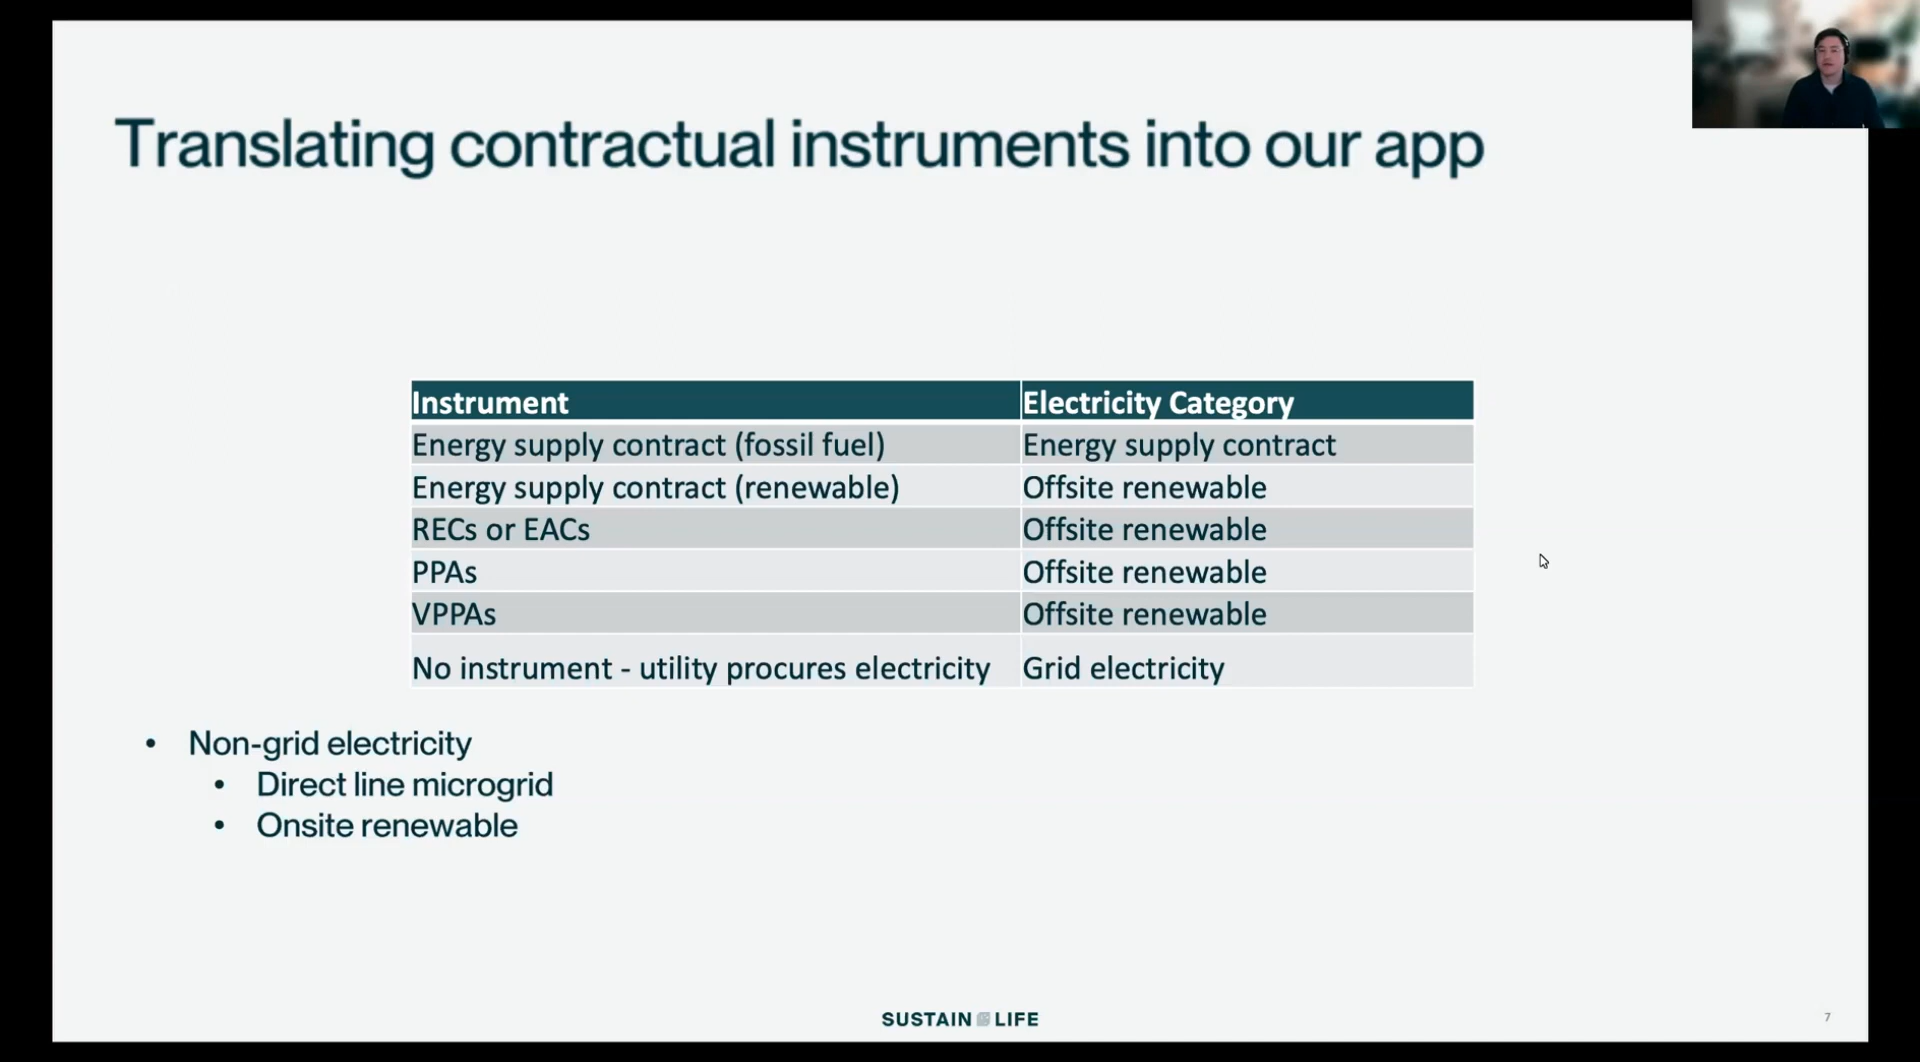 Translating contractual instruments into our app
Instrument Electricity Category
Energy supply contract (fossil fuel) Energy supply contract
Energy supply contract (renewable) Offsite renewable
RECs or EACs Offsite renewable
PPAs Offsite renewable
VPPAs Offsite renewable
No instrument - utility procures electricity Grid electricity
• Non-grid electricity
• Direct line microgrid
• Onsite renewable
SUSTAIN LIFE
7